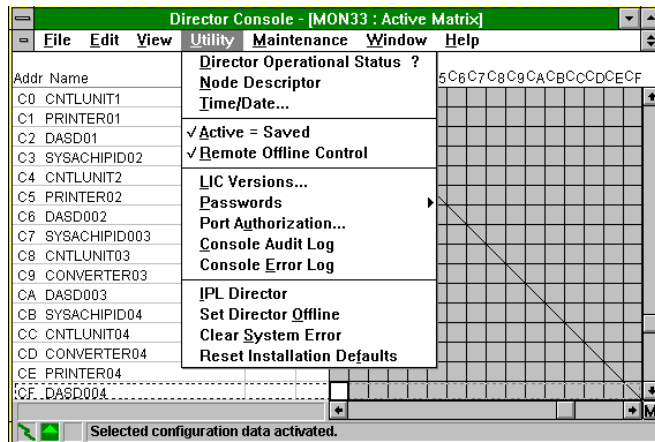 Director Console - [MON33 : Active Matrix]
File Edit View Utility Maintenance Window Help
Addr Name
5C6C7C8C9CACBCCCDCECF
C0 CNTLUNIT1
C1 PRINTER01
C2 DASD01
C3 SYSACHIPID02
C4 CNTLUNIT2
C5 PRINTER02
C6 DASD002
C7 SYSACHIPID003
C8 CNTLUNIT03
C9 CONVERTER03
CA DASD003
CB SYSACHIPID04
CC CNTLUNIT04
CD CONVERTER04
CE PRINTER04
CF DASD004
Director Operational Status ?
Node Descriptor
Time/Date...
√ Active = Saved
√ Remote Offline Control
LIC Versions...
Passwords
Port Authorization...
Console Audit Log
Console Error Log
IPL Director
Set Director Offline
Clear System Error
Reset Installation Defaults
M
Selected configuration data activated.